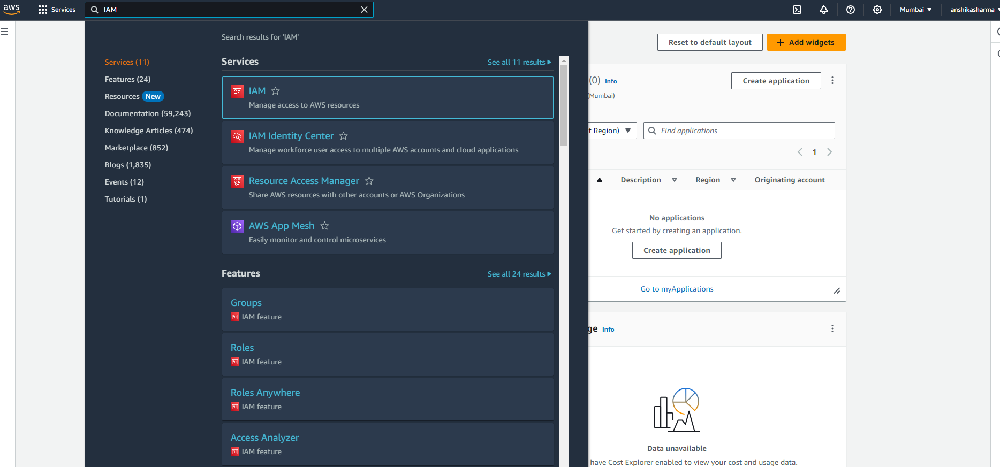 aws
Services
IAM
Mumbai
anshikasharma
Search results for 'IAM'
Services (11)
Features (24)
Resources New
Documentation (59,243)
Knowledge Articles (474)
Marketplace (852)
Blogs (1,835)
Events (12)
Tutorials (1)
Services
See all 11 results
IAM
Manage access to AWS resources
IAM Identity Center
Manage workforce user access to multiple AWS accounts and cloud applications
Resource Access Manager
Share AWS resources with other accounts or AWS Organizations
AWS App Mesh
Easily monitor and control microservices
Features
See all 24 results
Groups
IAM feature
Roles
IAM feature
Roles Anywhere
IAM feature
Access Analyzer
IAM feature
Reset to default layout
+ Add widgets
(0) Info
Create application
(Mumbai)
t Region)
Find applications
1
Description
Region
Originating account
No applications
Get started by creating an application.
Create application
Go to myApplications
ge Info
Data unavailable
have Cost Explorer enabled to view your cost and usage data.